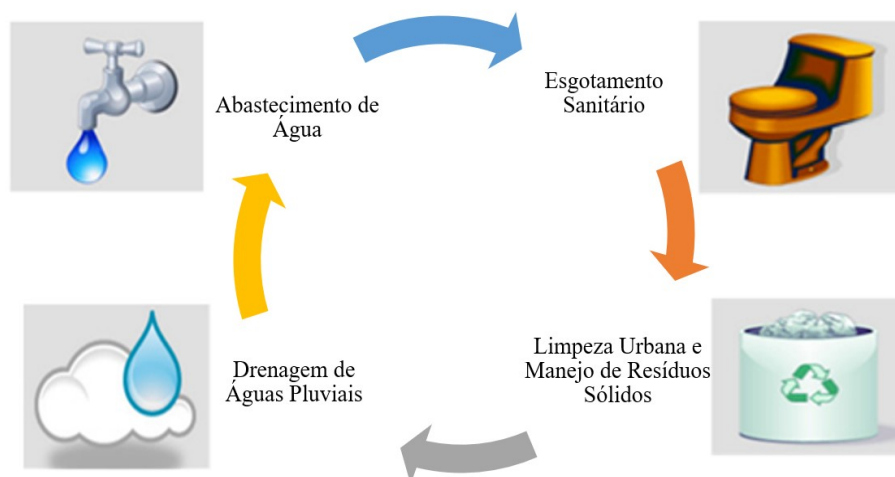 Abastecimento de
Água
Esgotamento
Sanitário
Limpeza Urbana e
Manejo de Resíduos
Sólidos
Drenagem de
Águas Pluviais